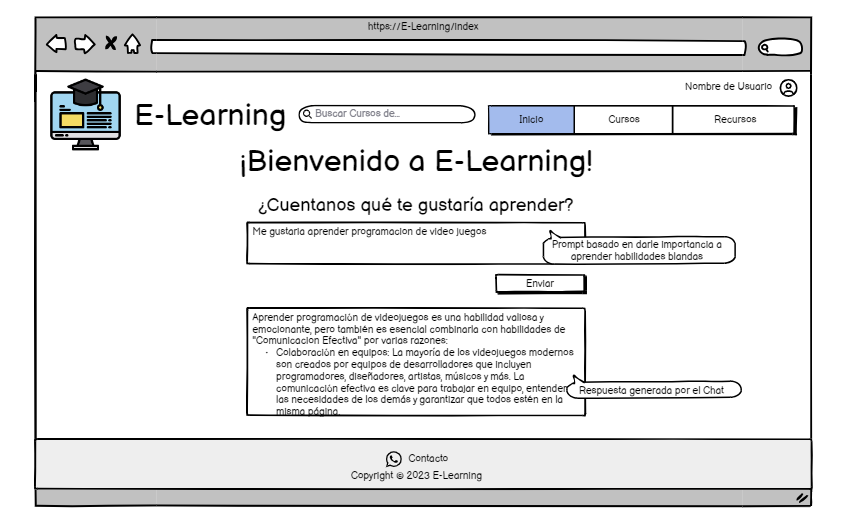 https://E-Learning/index
Nombre de Usuario
E-Learning
Buscar Cursos de...
Inicio
Cursos
Recursos
¡Bienvenido a E-Learning!
¿Cuentanos qué te gustaría aprender?
Me gustaria aprender programacion de video juegos
Prompt basado en darle importancia a
aprender habilidades blandas
Enviar
Aprender programación de videojuegos es una habilidad valiosa y
emocionante, pero también es esencial combinarla con habilidades de
"Comunicacion Efectiva" por varias razones:
· Colaboración en equipos: La mayoría de los videojuegos modernos
son creados por equipos de desarrolladores que incluyen
programadores, diseñadores, artistas, músicos y más. La
comunicación efectiva es clave para trabajar en equipo, entender
las necesidades de los demás y garantizar que todos estén en la
misma página.
Respuesta generada por el Chat
Contacto
Copyright © 2023 E-Learning